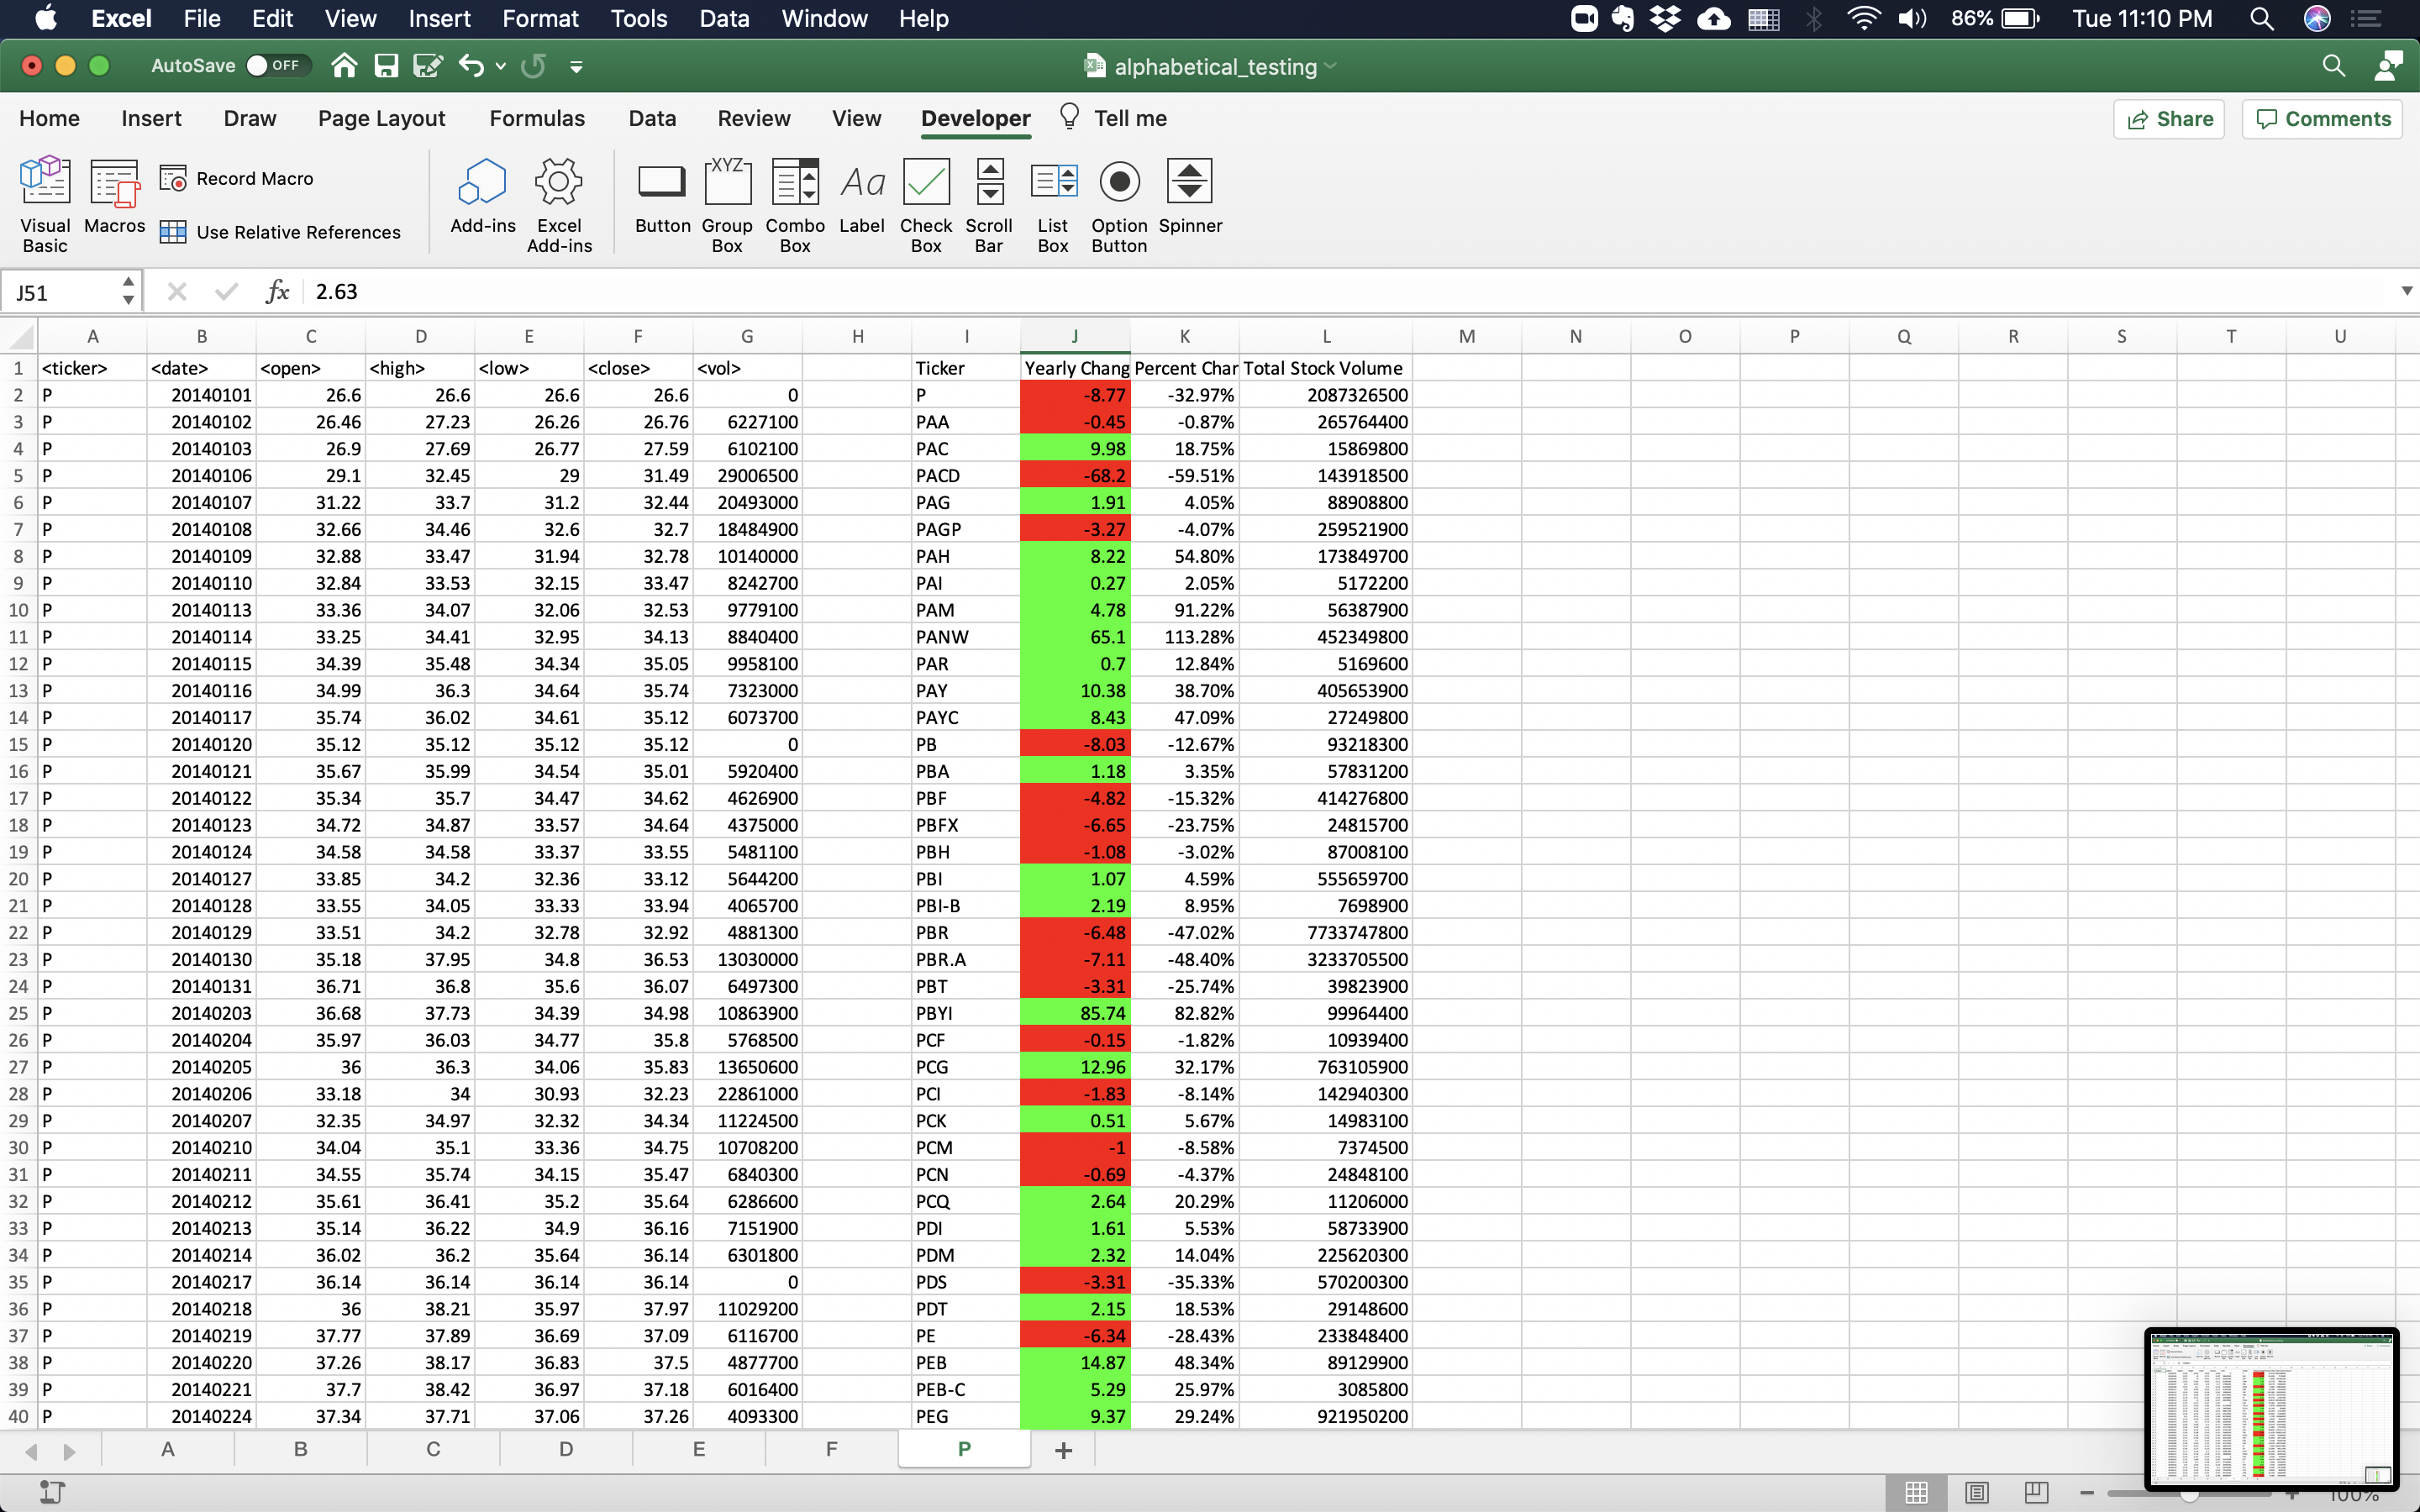 Excel File Edit View Insert Format Tools Data Window Help 86% Tue 11:10 PM
AutoSave OFF alphabetical_testing
Home Insert Draw Page Layout Formulas Data Review View Developer Tell me Share Comments
Visual Basic Macros Record Macro Use Relative References Add-ins Excel Add-ins Button XYZ Group Box Combo Box Aa Label Check Box Scroll Bar List Box Option Button Spinner
J51 fx 2.63
A B C D E F G H I J K L M N O P Q R S T U
1 <ticker> <date> <open> <high> <low> <close> <vol> Ticker Yearly Chang Percent Char Total Stock Volume
2 P 20140101 26.6 26.6 26.6 26.6 0 P -8.77 -32.97% 2087326500
3 P 20140102 26.46 27.23 26.26 26.76 6227100 PAA -0.45 -0.87% 265764400
4 P 20140103 26.9 27.69 26.77 27.59 6102100 PAC 9.98 18.75% 15869800
5 P 20140106 29.1 32.45 29 31.49 29006500 PACD -68.2 -59.51% 143918500
6 P 20140107 31.22 33.7 31.2 32.44 20493000 PAG 1.91 4.05% 88908800
7 P 20140108 32.66 34.46 32.6 32.7 18484900 PAGP -3.27 -4.07% 259521900
8 P 20140109 32.88 33.47 31.94 32.78 10140000 PAH 8.22 54.80% 173849700
9 P 20140110 32.84 33.53 32.15 33.47 8242700 PAI 0.27 2.05% 5172200
10 P 20140113 33.36 34.07 32.06 32.53 9779100 PAM 4.78 91.22% 56387900
11 P 20140114 33.25 34.41 32.95 34.13 8840400 PANW 65.1 113.28% 452349800
12 P 20140115 34.39 35.48 34.34 35.05 9958100 PAR 0.7 12.84% 5169600
13 P 20140116 34.99 36.3 34.64 35.74 7323000 PAY 10.38 38.70% 405653900
14 P 20140117 35.74 36.02 34.61 35.12 6073700 PAYC 8.43 47.09% 27249800
15 P 20140120 35.12 35.12 35.12 35.12 0 PB -8.03 -12.67% 93218300
16 P 20140121 35.67 35.99 34.54 35.01 5920400 PBA 1.18 3.35% 57831200
17 P 20140122 35.34 35.7 34.47 34.62 4626900 PBF -4.82 -15.32% 414276800
18 P 20140123 34.72 34.87 33.57 34.64 4375000 PBFX -6.65 -23.75% 24815700
19 P 20140124 34.58 34.58 33.37 33.55 5481100 PBH -1.08 -3.02% 87008100
20 P 20140127 33.85 34.2 32.36 33.12 5644200 PBI 1.07 4.59% 555659700
21 P 20140128 33.55 34.05 33.33 33.94 4065700 PBI-B 2.19 8.95% 7698900
22 P 20140129 33.51 34.2 32.78 32.92 4881300 PBR -6.48 -47.02% 7733747800
23 P 20140130 35.18 37.95 34.8 36.53 13030000 PBR.A -7.11 -48.40% 3233705500
24 P 20140131 36.71 36.8 35.6 36.07 6497300 PBT -3.31 -25.74% 39823900
25 P 20140203 36.68 37.73 34.39 34.98 10863900 PBYI 85.74 82.82% 99964400
26 P 20140204 35.97 36.03 34.77 35.8 5768500 PCF -0.15 -1.82% 10939400
27 P 20140205 36 36.3 34.06 35.83 13650600 PCG 12.96 32.17% 763105900
28 P 20140206 33.18 34 30.93 32.23 22861000 PCI -1.83 -8.14% 142940300
29 P 20140207 32.35 34.97 32.32 34.34 11224500 PCK 0.51 5.67% 14983100
30 P 20140210 34.04 35.1 33.36 34.75 10708200 PCM -1 -8.58% 7374500
31 P 20140211 34.55 35.74 34.15 35.47 6840300 PCN -0.69 -4.37% 24848100
32 P 20140212 35.61 36.41 35.2 35.64 6286600 PCQ 2.64 20.29% 11206000
33 P 20140213 35.14 36.22 34.9 36.16 7151900 PDI 1.61 5.53% 58733900
34 P 20140214 36.02 36.2 35.64 36.14 6301800 PDM 2.32 14.04% 225620300
35 P 20140217 36.14 36.14 36.14 36.14 0 PDS -3.31 -35.33% 570200300
36 P 20140218 36 38.21 35.97 37.97 11029200 PDT 2.15 18.53% 29148600
37 P 20140219 37.77 37.89 36.69 37.09 6116700 PE -6.34 -28.43% 233848400
38 P 20140220 37.26 38.17 36.83 37.5 4877700 PEB 14.87 48.34% 89129900
39 P 20140221 37.7 38.42 36.97 37.18 6016400 PEB-C 5.29 25.97% 3085800
40 P 20140224 37.34 37.71 37.06 37.26 4093300 PEG 9.37 29.24% 921950200
A B C D E F P +
100%